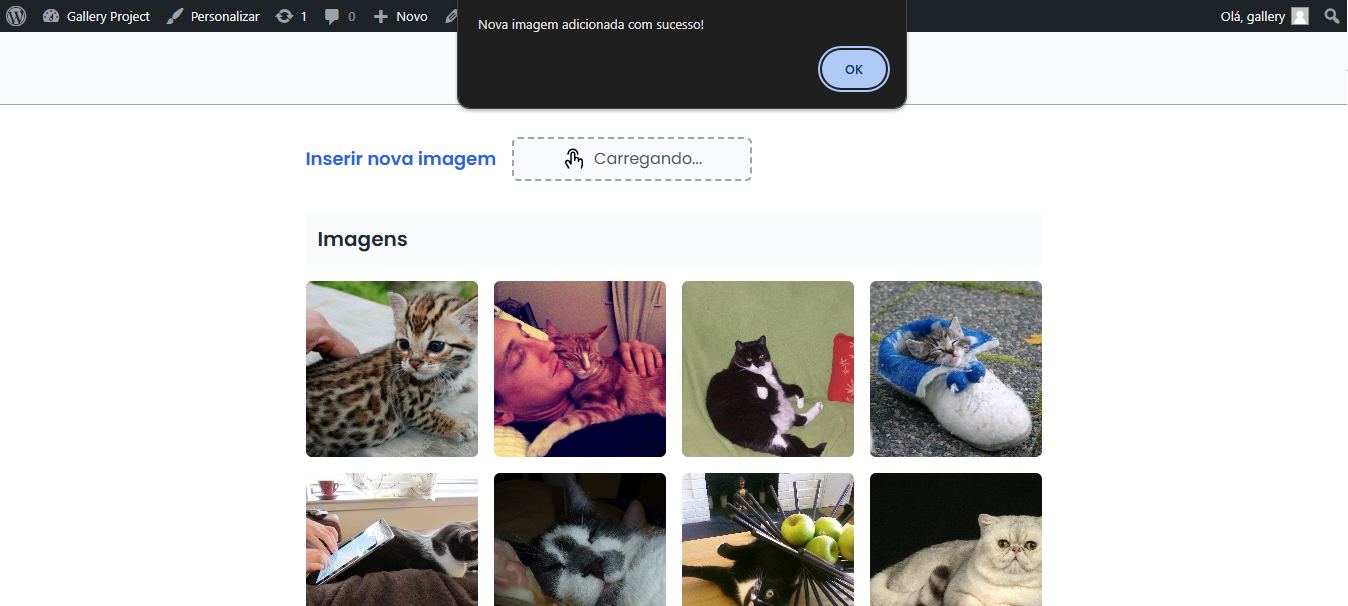 Gallery Project Personalizar 1 0 Novo Olá, gallery
Nova imagem adicionada com sucesso!
OK
Inserir nova imagem Carregando...
Imagens